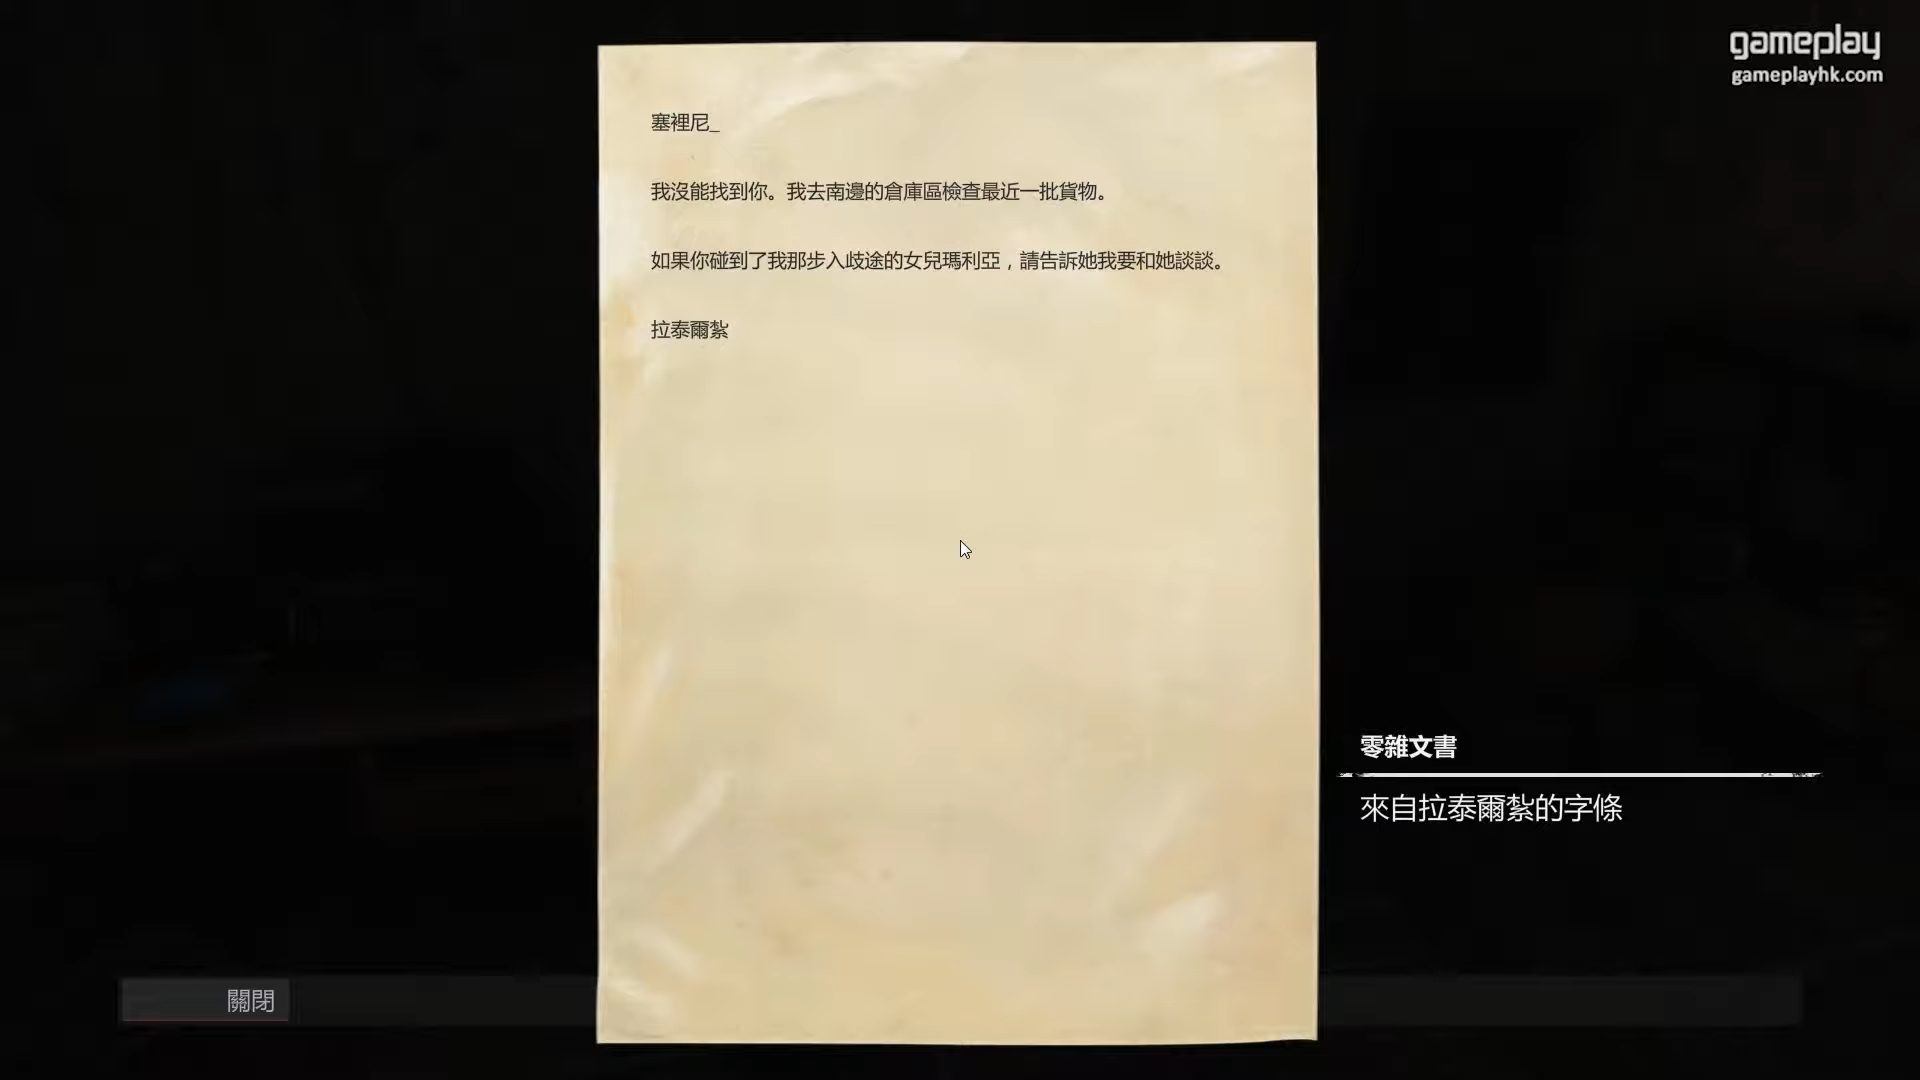 gameplay
gameplayhk.com
塞裡尼_
我沒能找到你。我去南邊的倉庫區檢查最近一批貨物。
如果你碰到了我那步入歧途的女兒瑪利亞，請告訴她我要和她談談。
拉泰爾紮
零雜文書
來自拉泰爾紮的字條
關閉